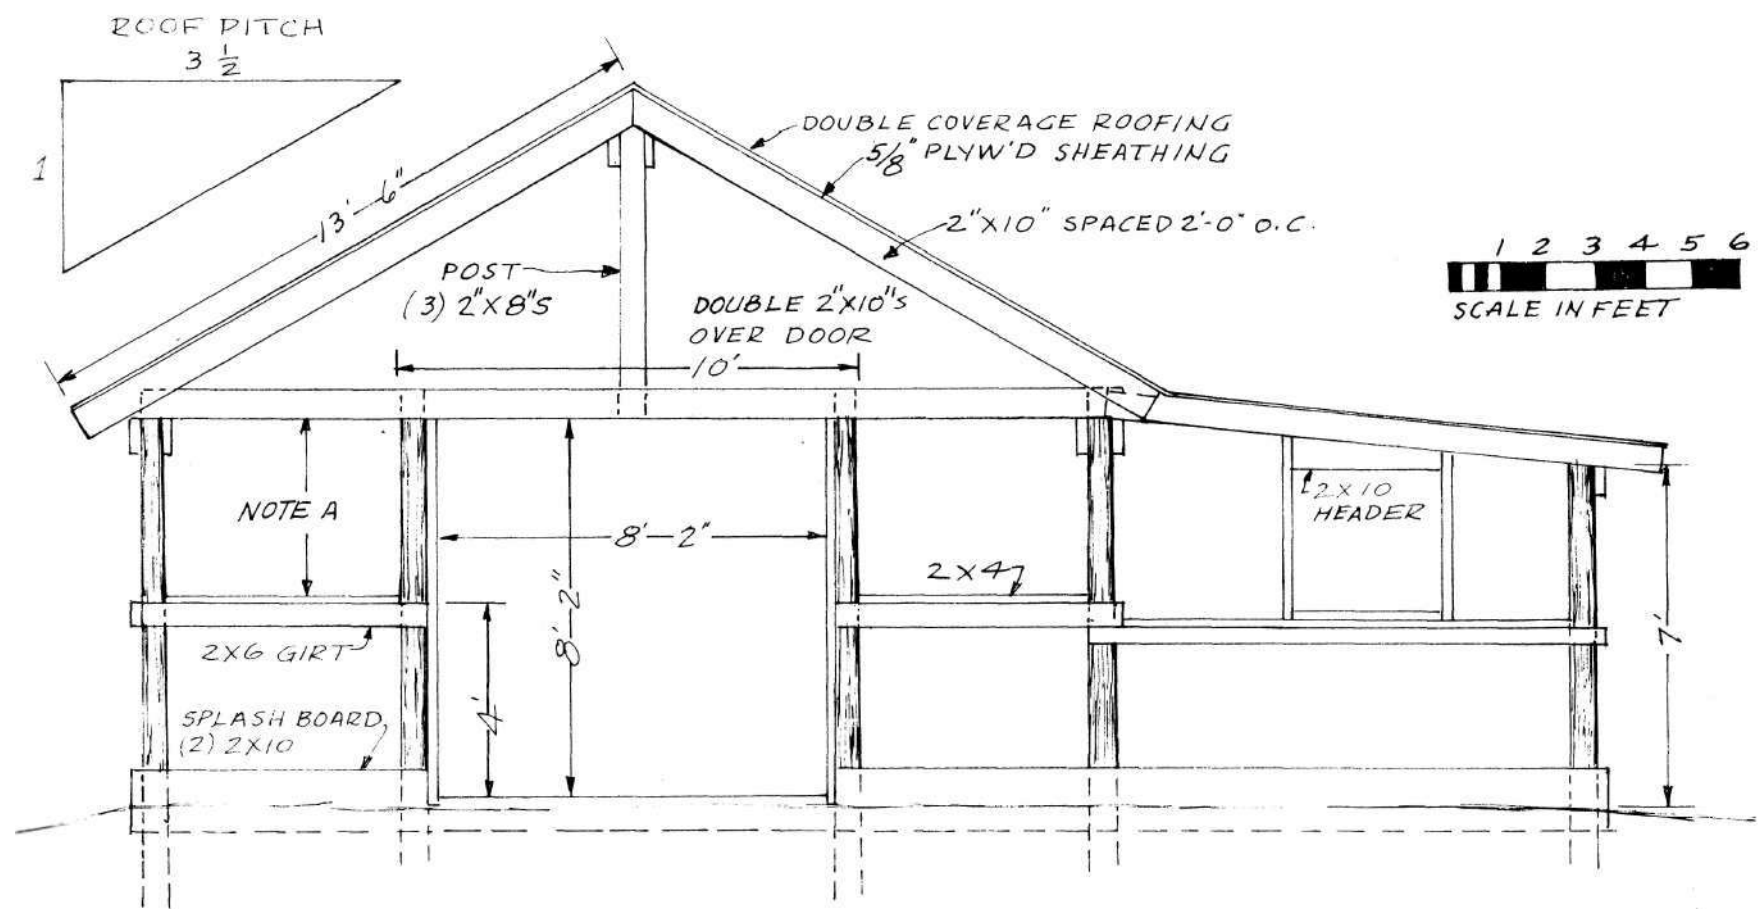 ROOF PITCH
3 1/2
1
13'-6"
DOUBLE COVERAGE ROOFING
5/8" PLYW'D SHEATHING
2"X10" SPACED 2'-0" O.C.
1 2 3 4 5 6
SCALE IN FEET
POST
(3) 2"X8"S
DOUBLE 2"X10"S
OVER DOOR
10'
NOTE A
8'-2"
8'-2"
2X4
2X10
HEADER
7'
2X6 GIRT
4'
SPLASH BOARD
(2) 2X10